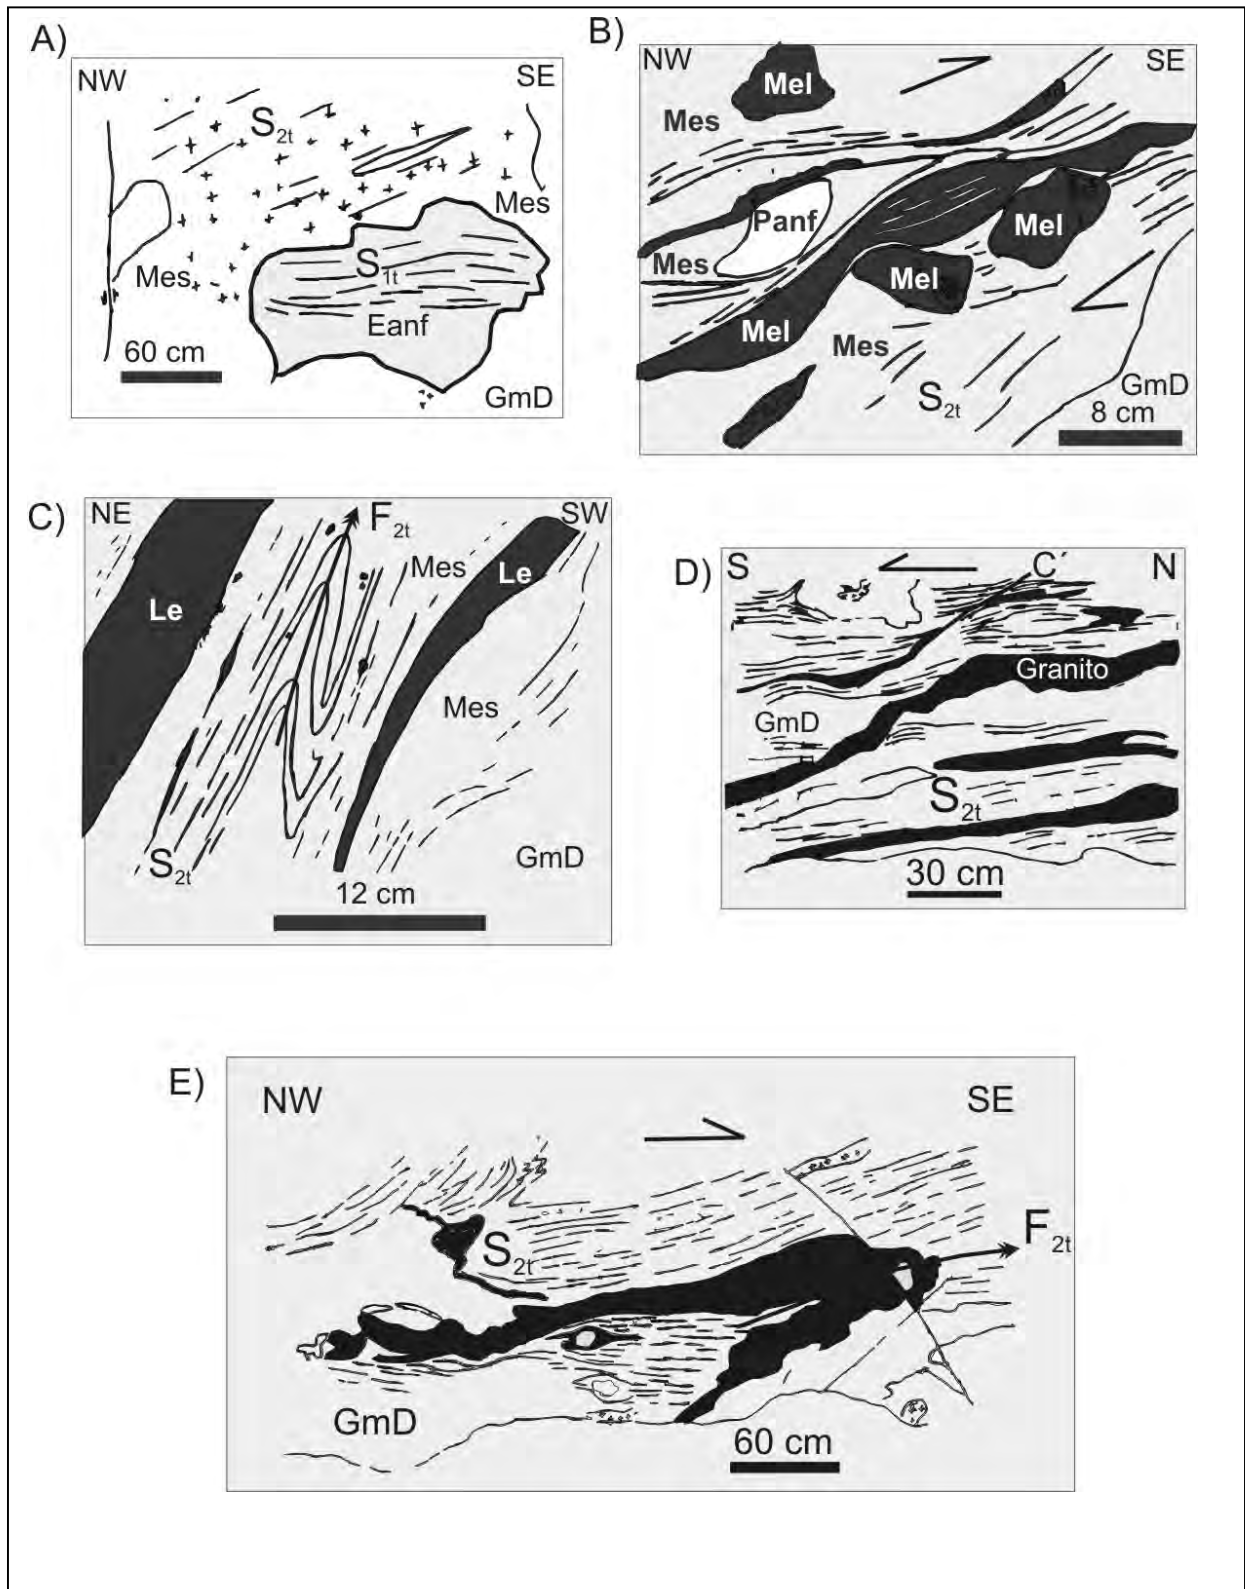 A)
NW SE
S2t
Mes
S1t
Mes
Eanf
60 cm
GmD
B)
NW SE
Mel
Mes
Panf
Mel
Mes
Mel
Mel
Mes
S2t
GmD
8 cm
C)
NE SW
F2t
Mes
Le
Le
Mes
S2t
GmD
12 cm
D)
S C´ N
Granito
GmD
S2t
30 cm
E)
NW SE
S2t
F2t
GmD
60 cm